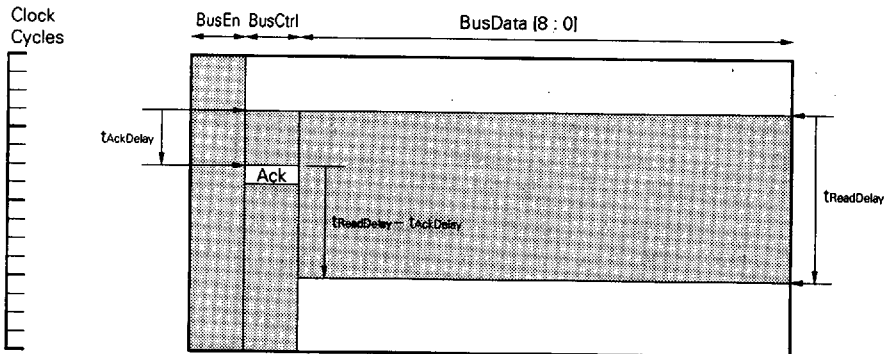 Clock
Cycles
BusEn BusCtrl BusData [8 : 0]
tAckDelay
Ack
tReadDelay – tAckDelay
tReadDelay